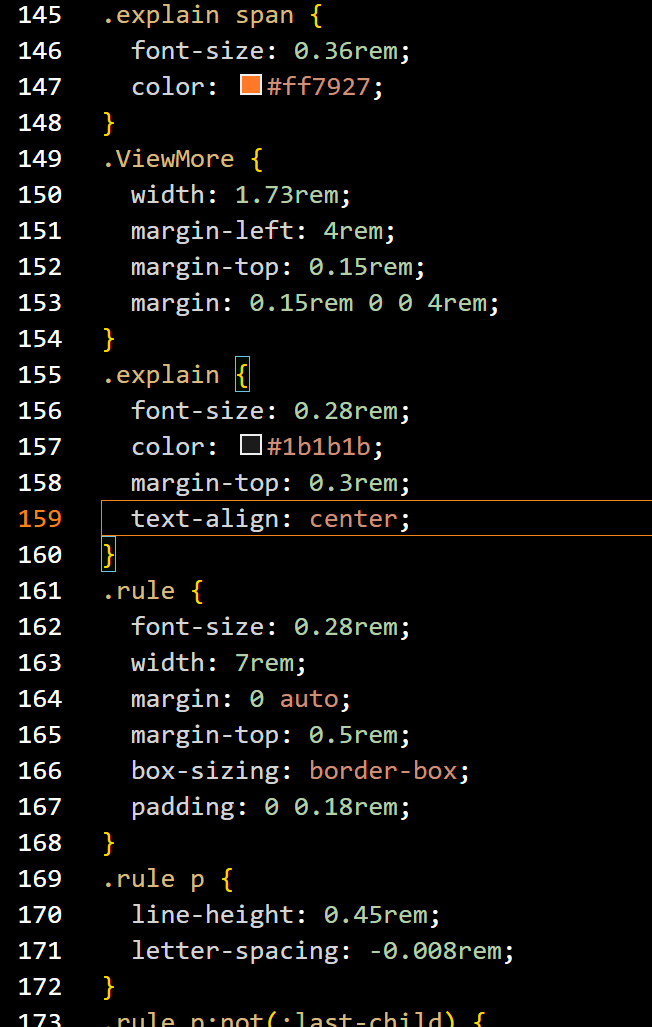 145 .explain span {
146 font-size: 0.36rem;
147 color: #ff7927;
148 }
149 .ViewMore {
150 width: 1.73rem;
151 margin-left: 4rem;
152 margin-top: 0.15rem;
153 margin: 0.15rem 0 0 4rem;
154 }
155 .explain {
156 font-size: 0.28rem;
157 color: #1b1b1b;
158 margin-top: 0.3rem;
159 text-align: center;
160 }
161 .rule {
162 font-size: 0.28rem;
163 width: 7rem;
164 margin: 0 auto;
165 margin-top: 0.5rem;
166 box-sizing: border-box;
167 padding: 0 0.18rem;
168 }
169 .rule p {
170 line-height: 0.45rem;
171 letter-spacing: -0.008rem;
172 }
173 .rule p:not(:last-child) {